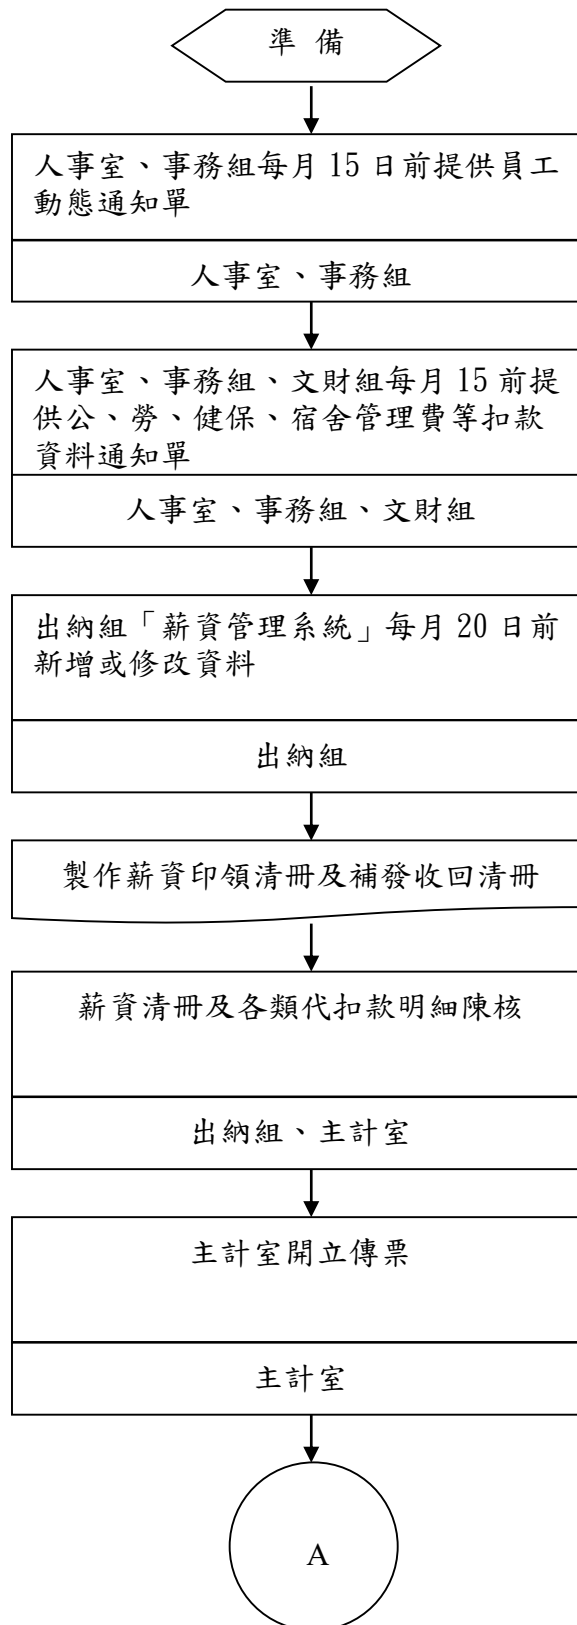 準 備
人事室、事務組每月 15 日前提供員工
動態通知單
人事室、事務組
人事室、事務組、文財組每月 15 前提
供公、勞、健保、宿舍管理費等扣款
資料通知單
人事室、事務組、文財組
出納組「薪資管理系統」每月 20 日前
新增或修改資料
出納組
製作薪資印領清冊及補發收回清冊
薪資清冊及各類代扣款明細陳核
出納組、主計室
主計室開立傳票
主計室
A